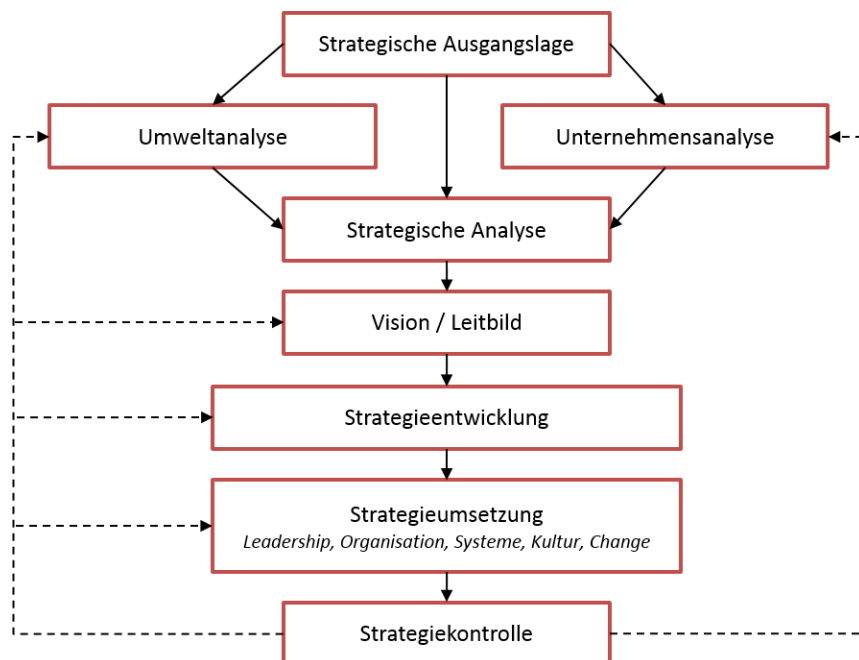 Strategische Ausgangslage
Umweltanalyse
Unternehmensanalyse
Strategische Analyse
Vision / Leitbild
Strategieentwicklung
Strategieumsetzung
Leadership, Organisation, Systeme, Kultur, Change
Strategiekontrolle